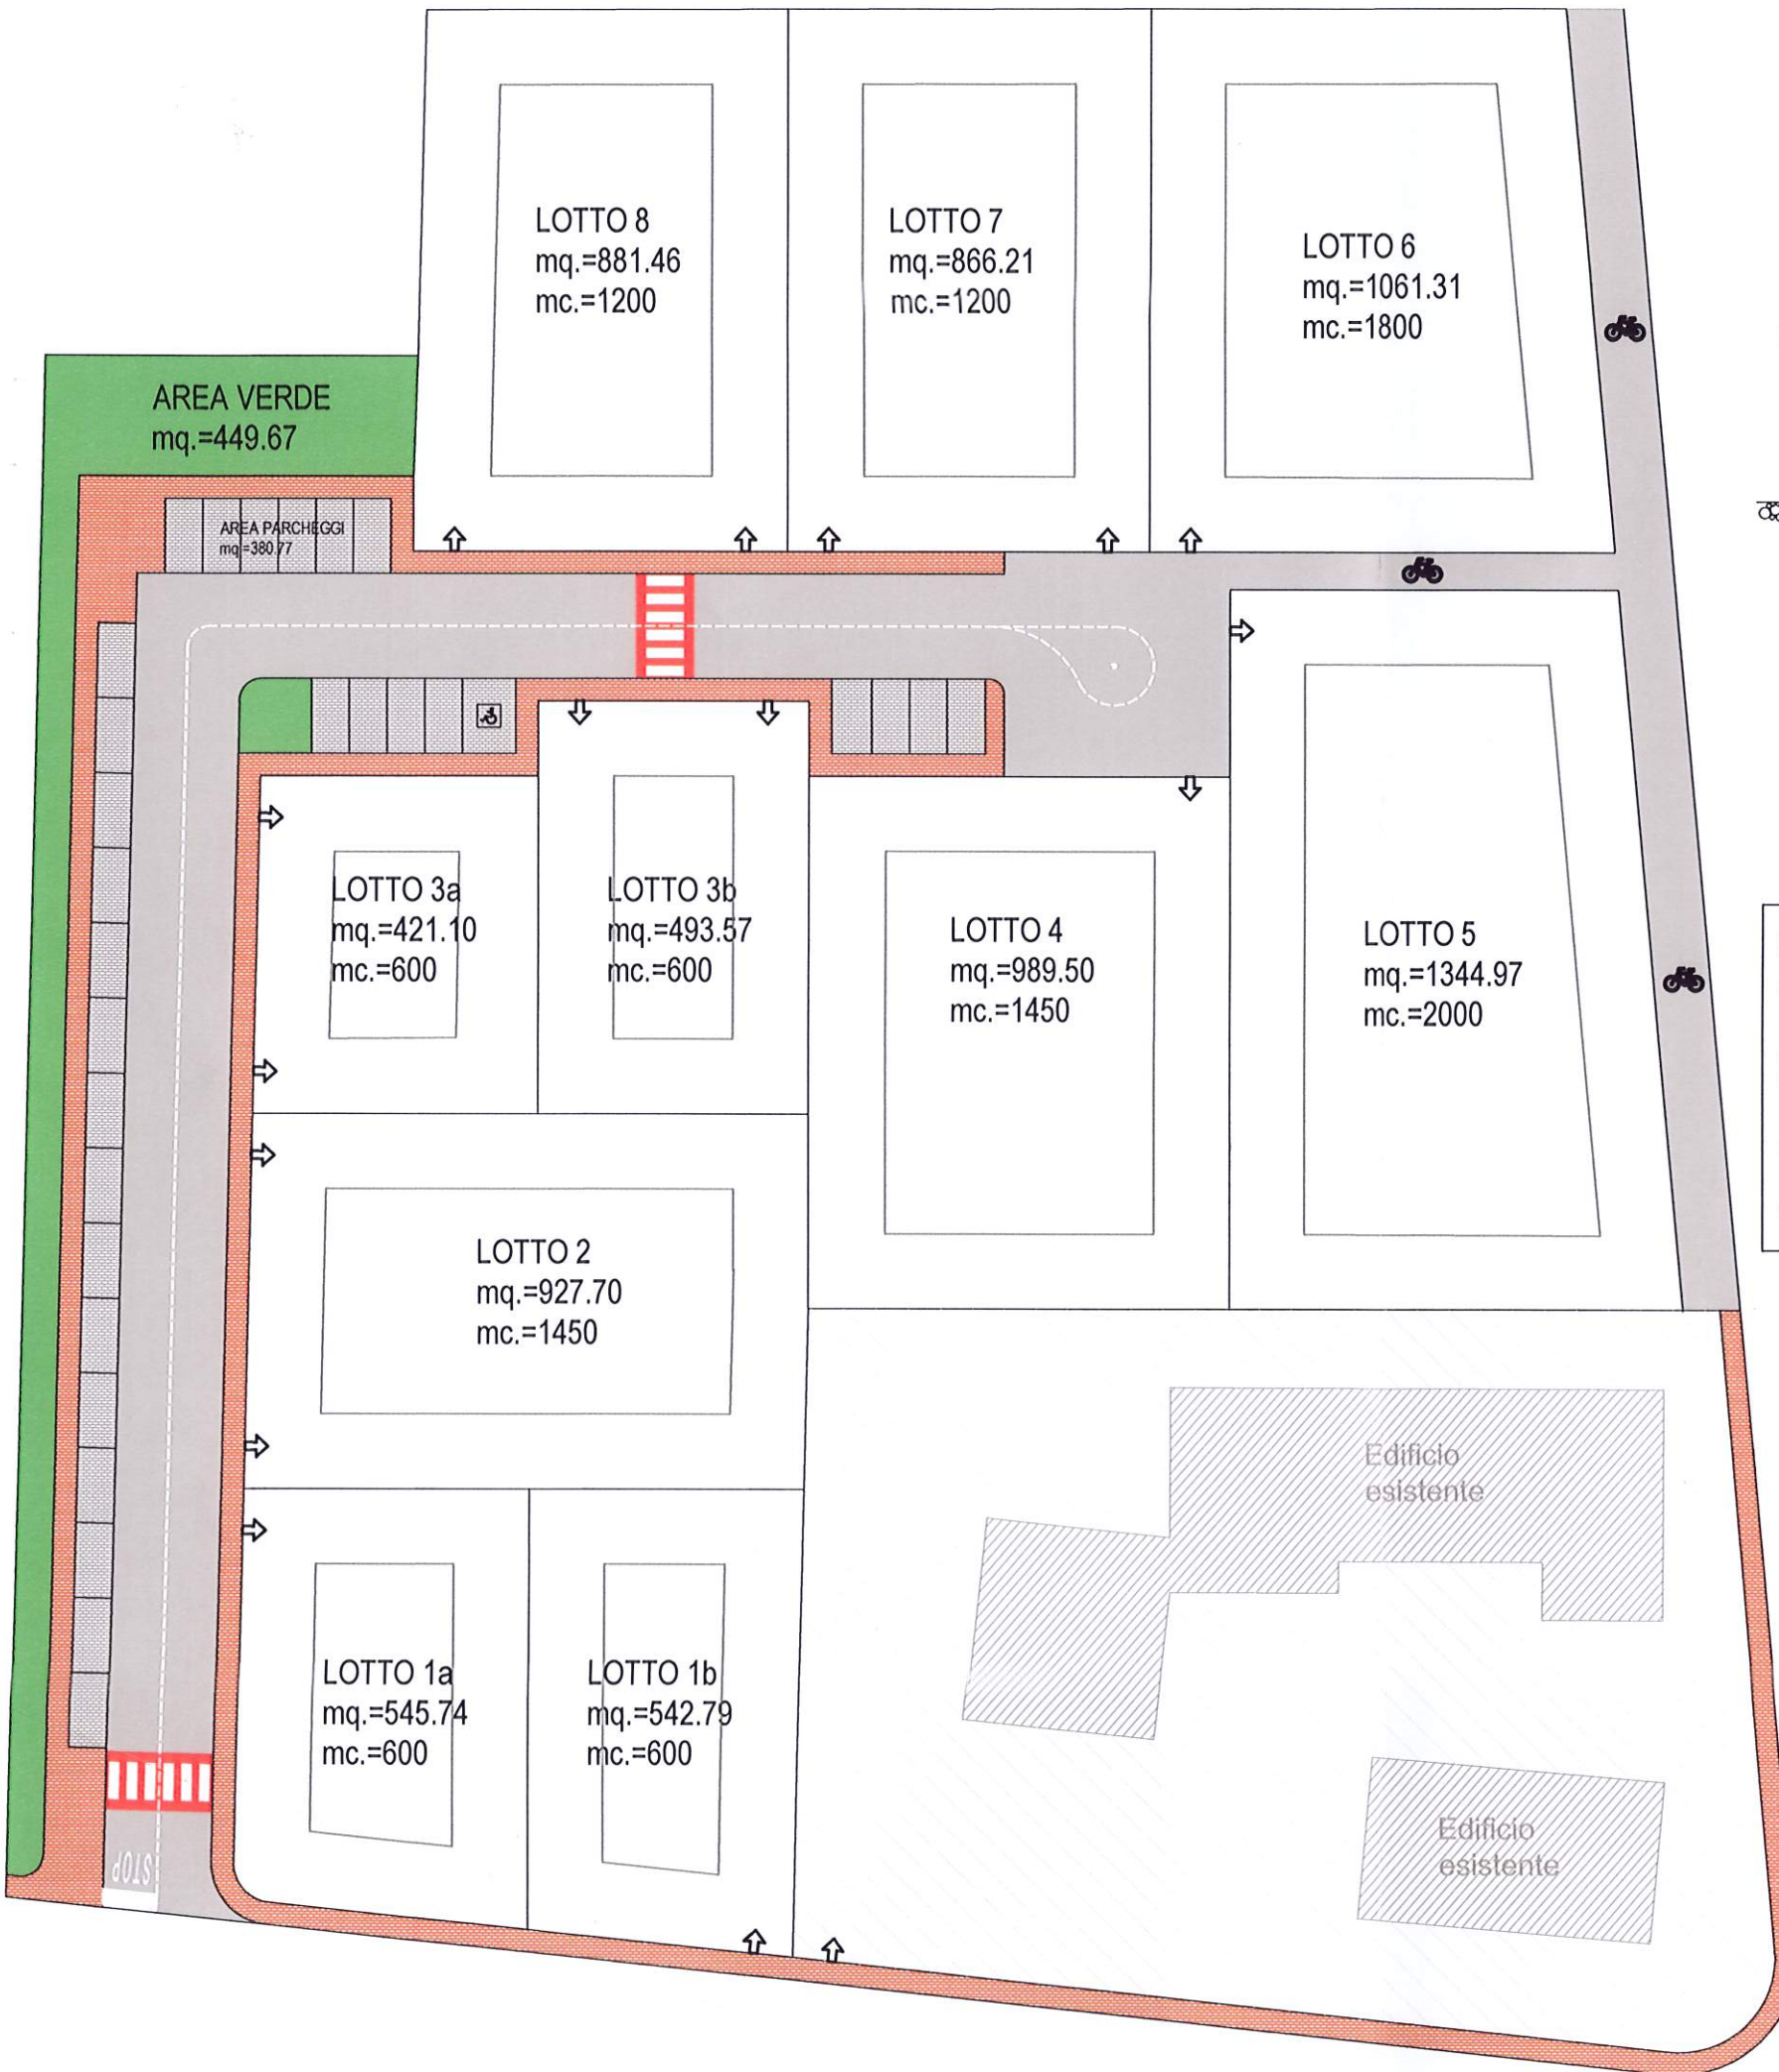 LOTTO 8
mq.=881.46
mc.=1200
LOTTO 7
mq.=866.21
mc.=1200
LOTTO 6
mq.=1061.31
mc.=1800
AREA VERDE
mq.=449.67
AREA PARCHEGGI
mq=380.77
LOTTO 3a
mq.=421.10
mc.=600
LOTTO 3b
mq.=493.57
mc.=600
LOTTO 4
mq.=989.50
mc.=1450
LOTTO 5
mq.=1344.97
mc.=2000
LOTTO 2
mq.=927.70
mc.=1450
Edificio
esistente
LOTTO 1a
mq.=545.74
mc.=600
LOTTO 1b
mq.=542.79
mc.=600
Edificio
esistente
STOP